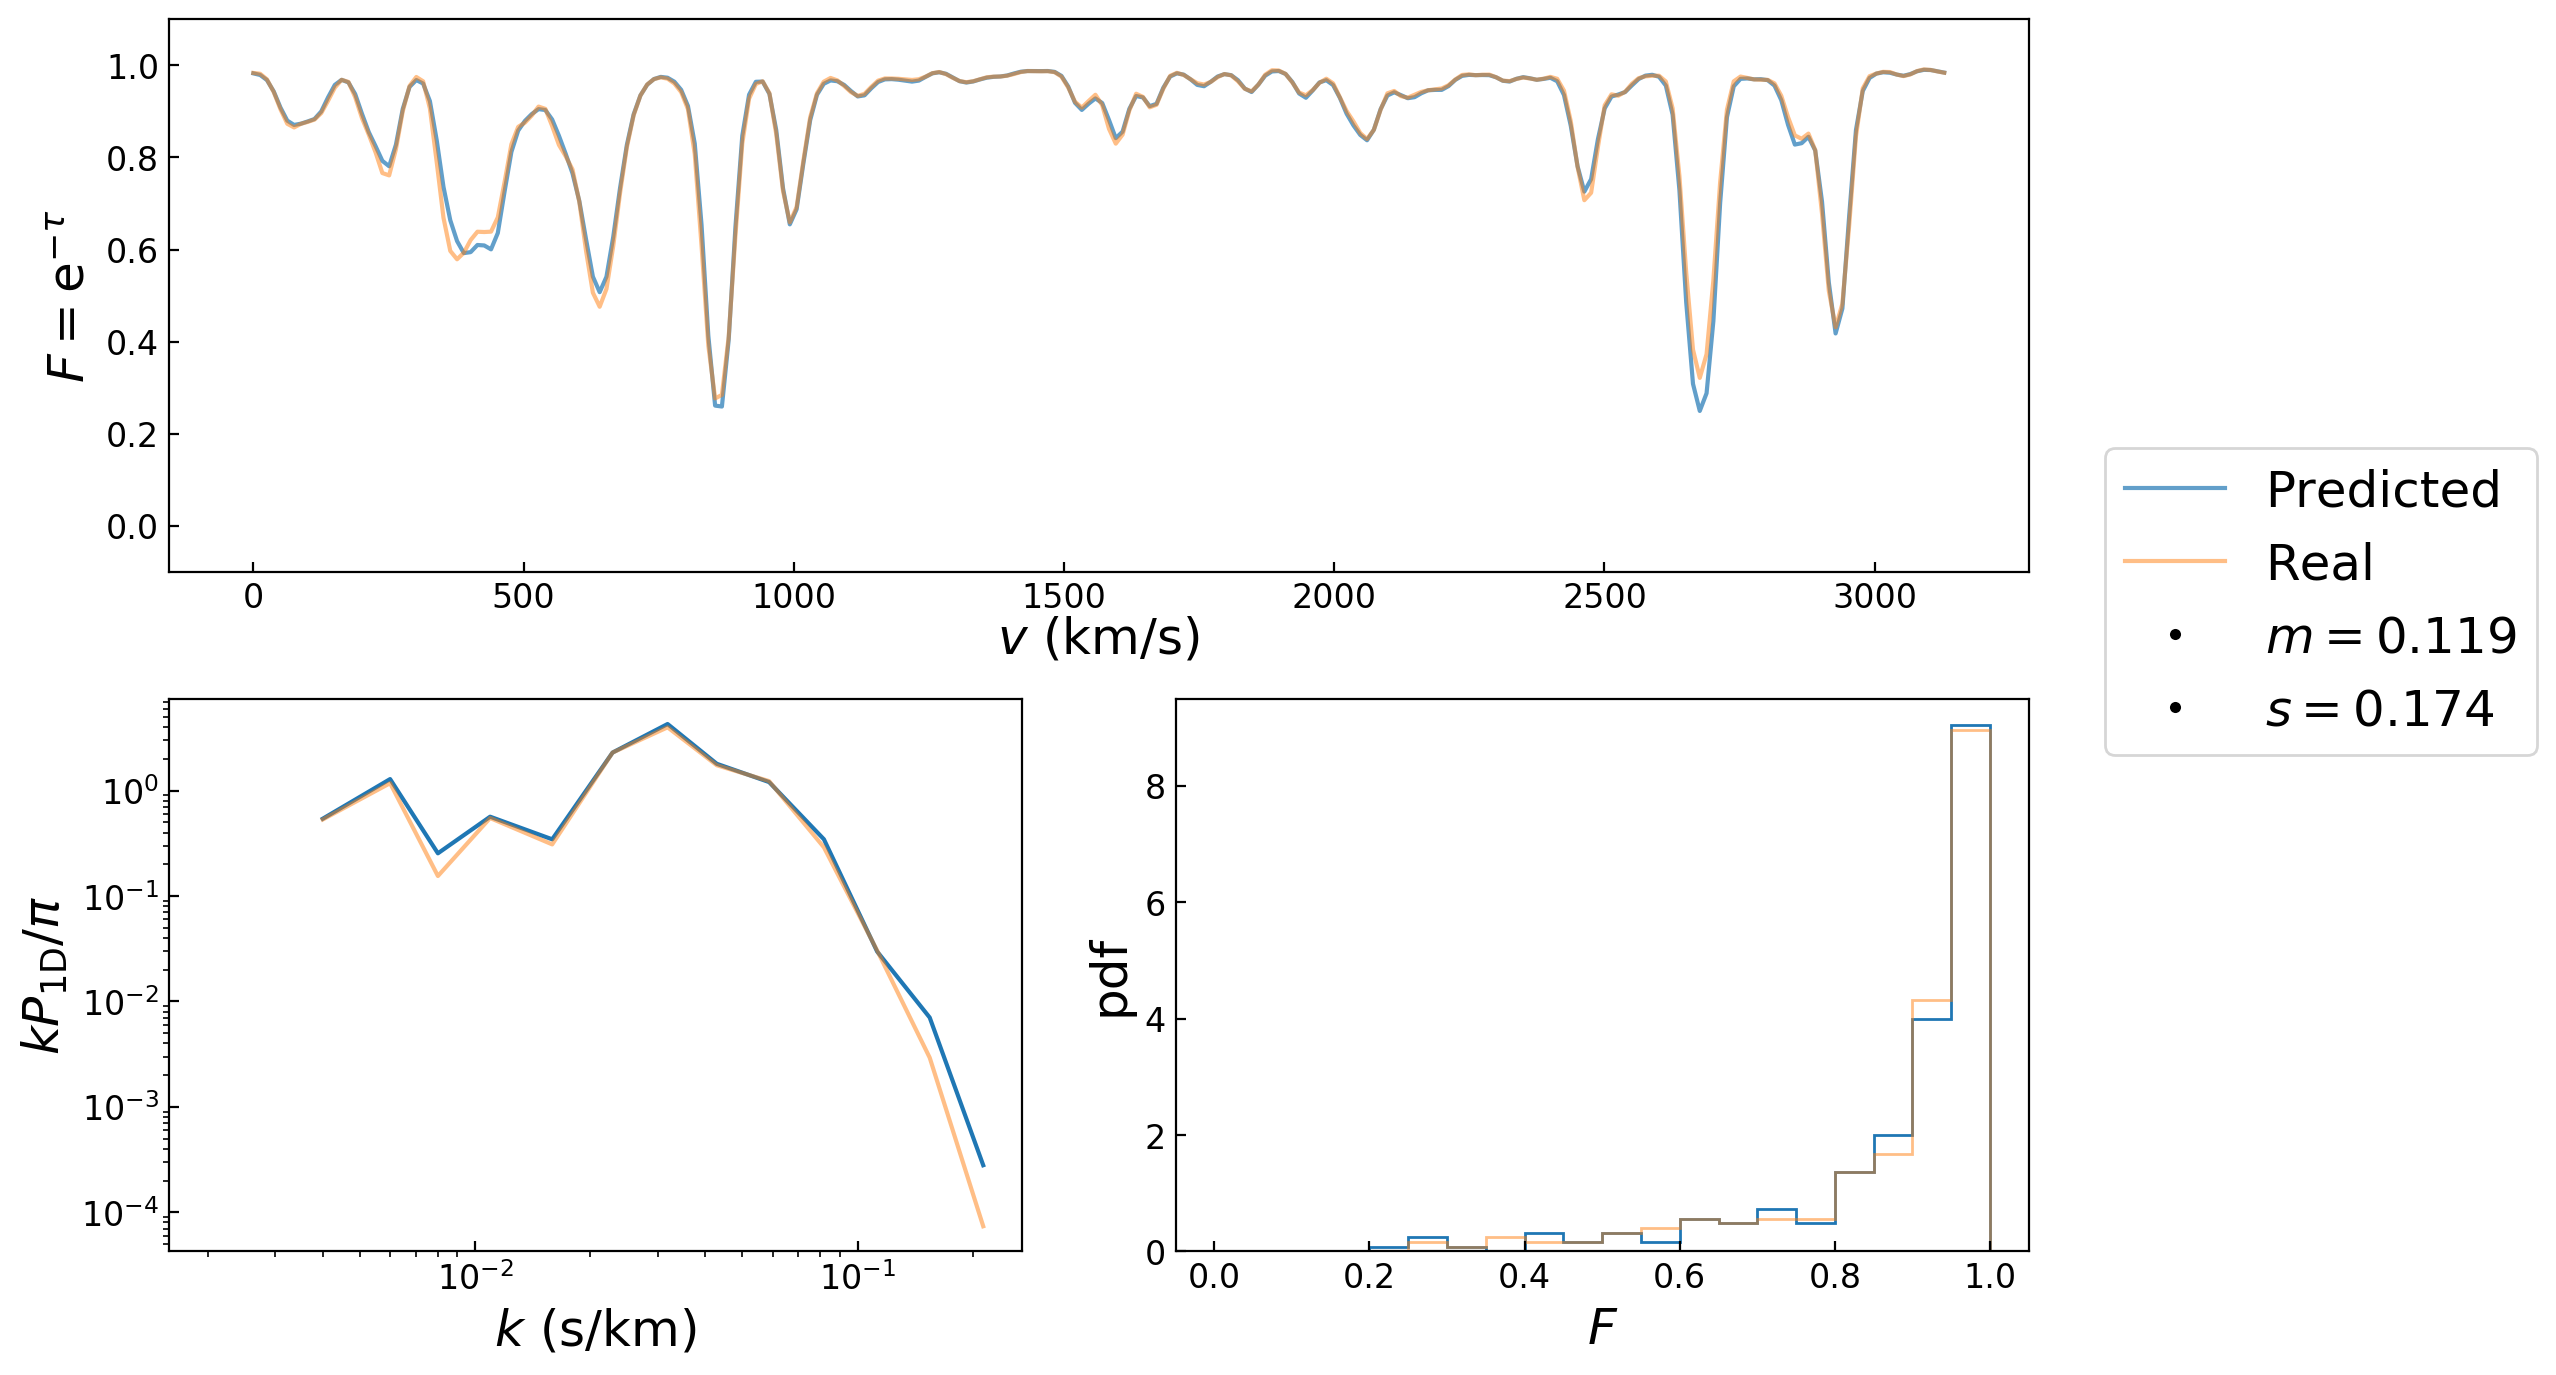 1.0
0.8
0.6
0.4
0.2
0.0
F = e^{-τ}
0 500 1000 1500 2000 2500 3000
v (km/s)
Predicted
Real
m = 0.119
s = 0.174
10^0
10^{-1}
10^{-2}
10^{-3}
10^{-4}
kP_{1D}/π
10^{-2} 10^{-1}
k (s/km)
8
6
4
2
0
pdf
0.0 0.2 0.4 0.6 0.8 1.0
F